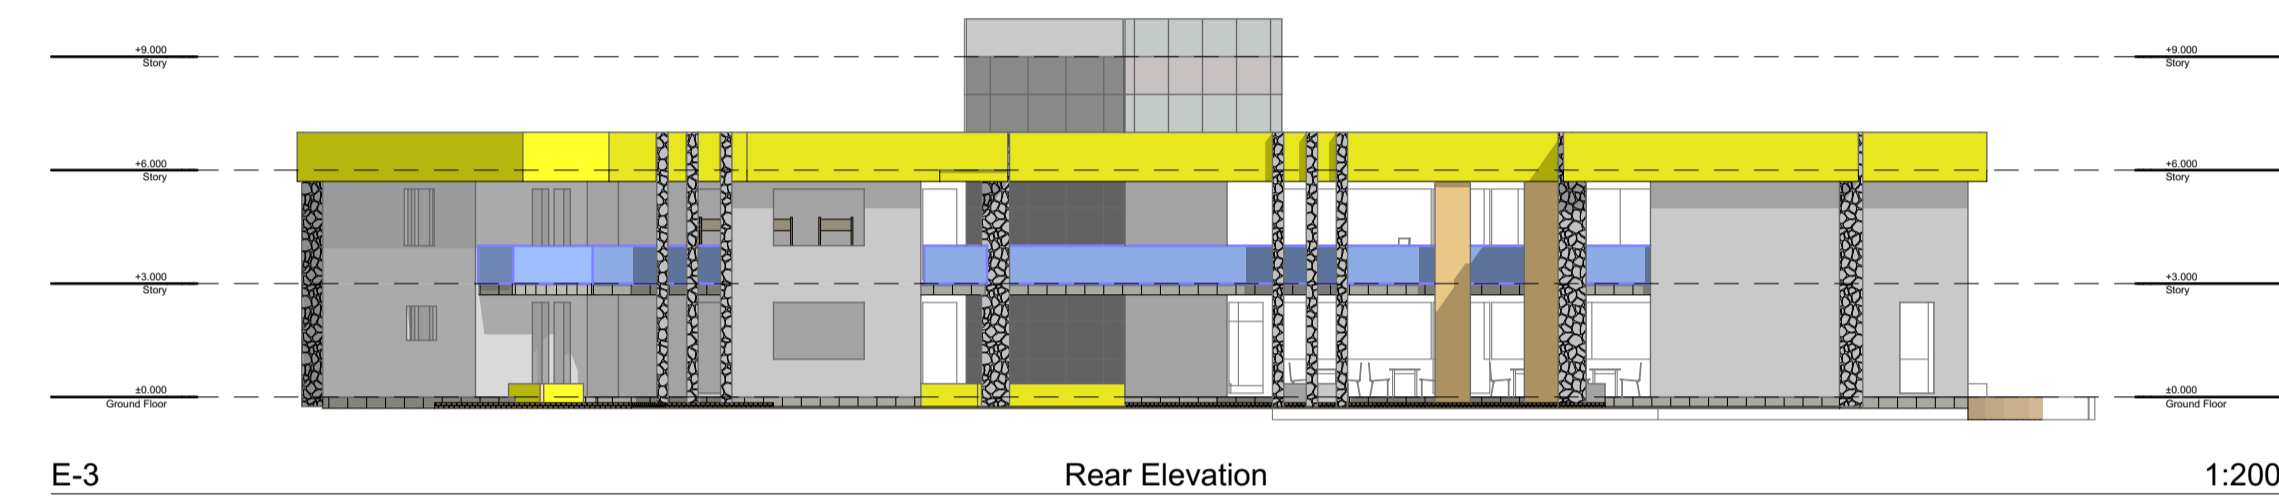 +9.000
Story
+9.000
Story
+6.000
Story
+6.000
Story
+3.000
Story
+3.000
Story
±0.000
Ground Floor
±0.000
Ground Floor
E-3
Rear Elevation
1:200